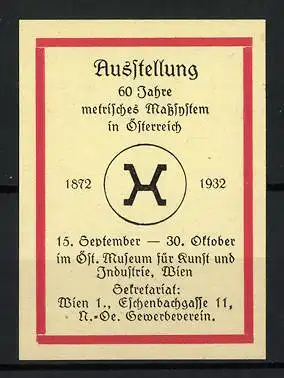 Ausstellung
60 Jahre
metrisches Maßsystem
in Österreich
1872 1932
15. September — 30. Oktober
im Öst. Museum für Kunst und
Industrie, Wien
Sekretariat:
Wien 1., Eschenbachgasse 11,
N.-Oe. Gewerbeverein.